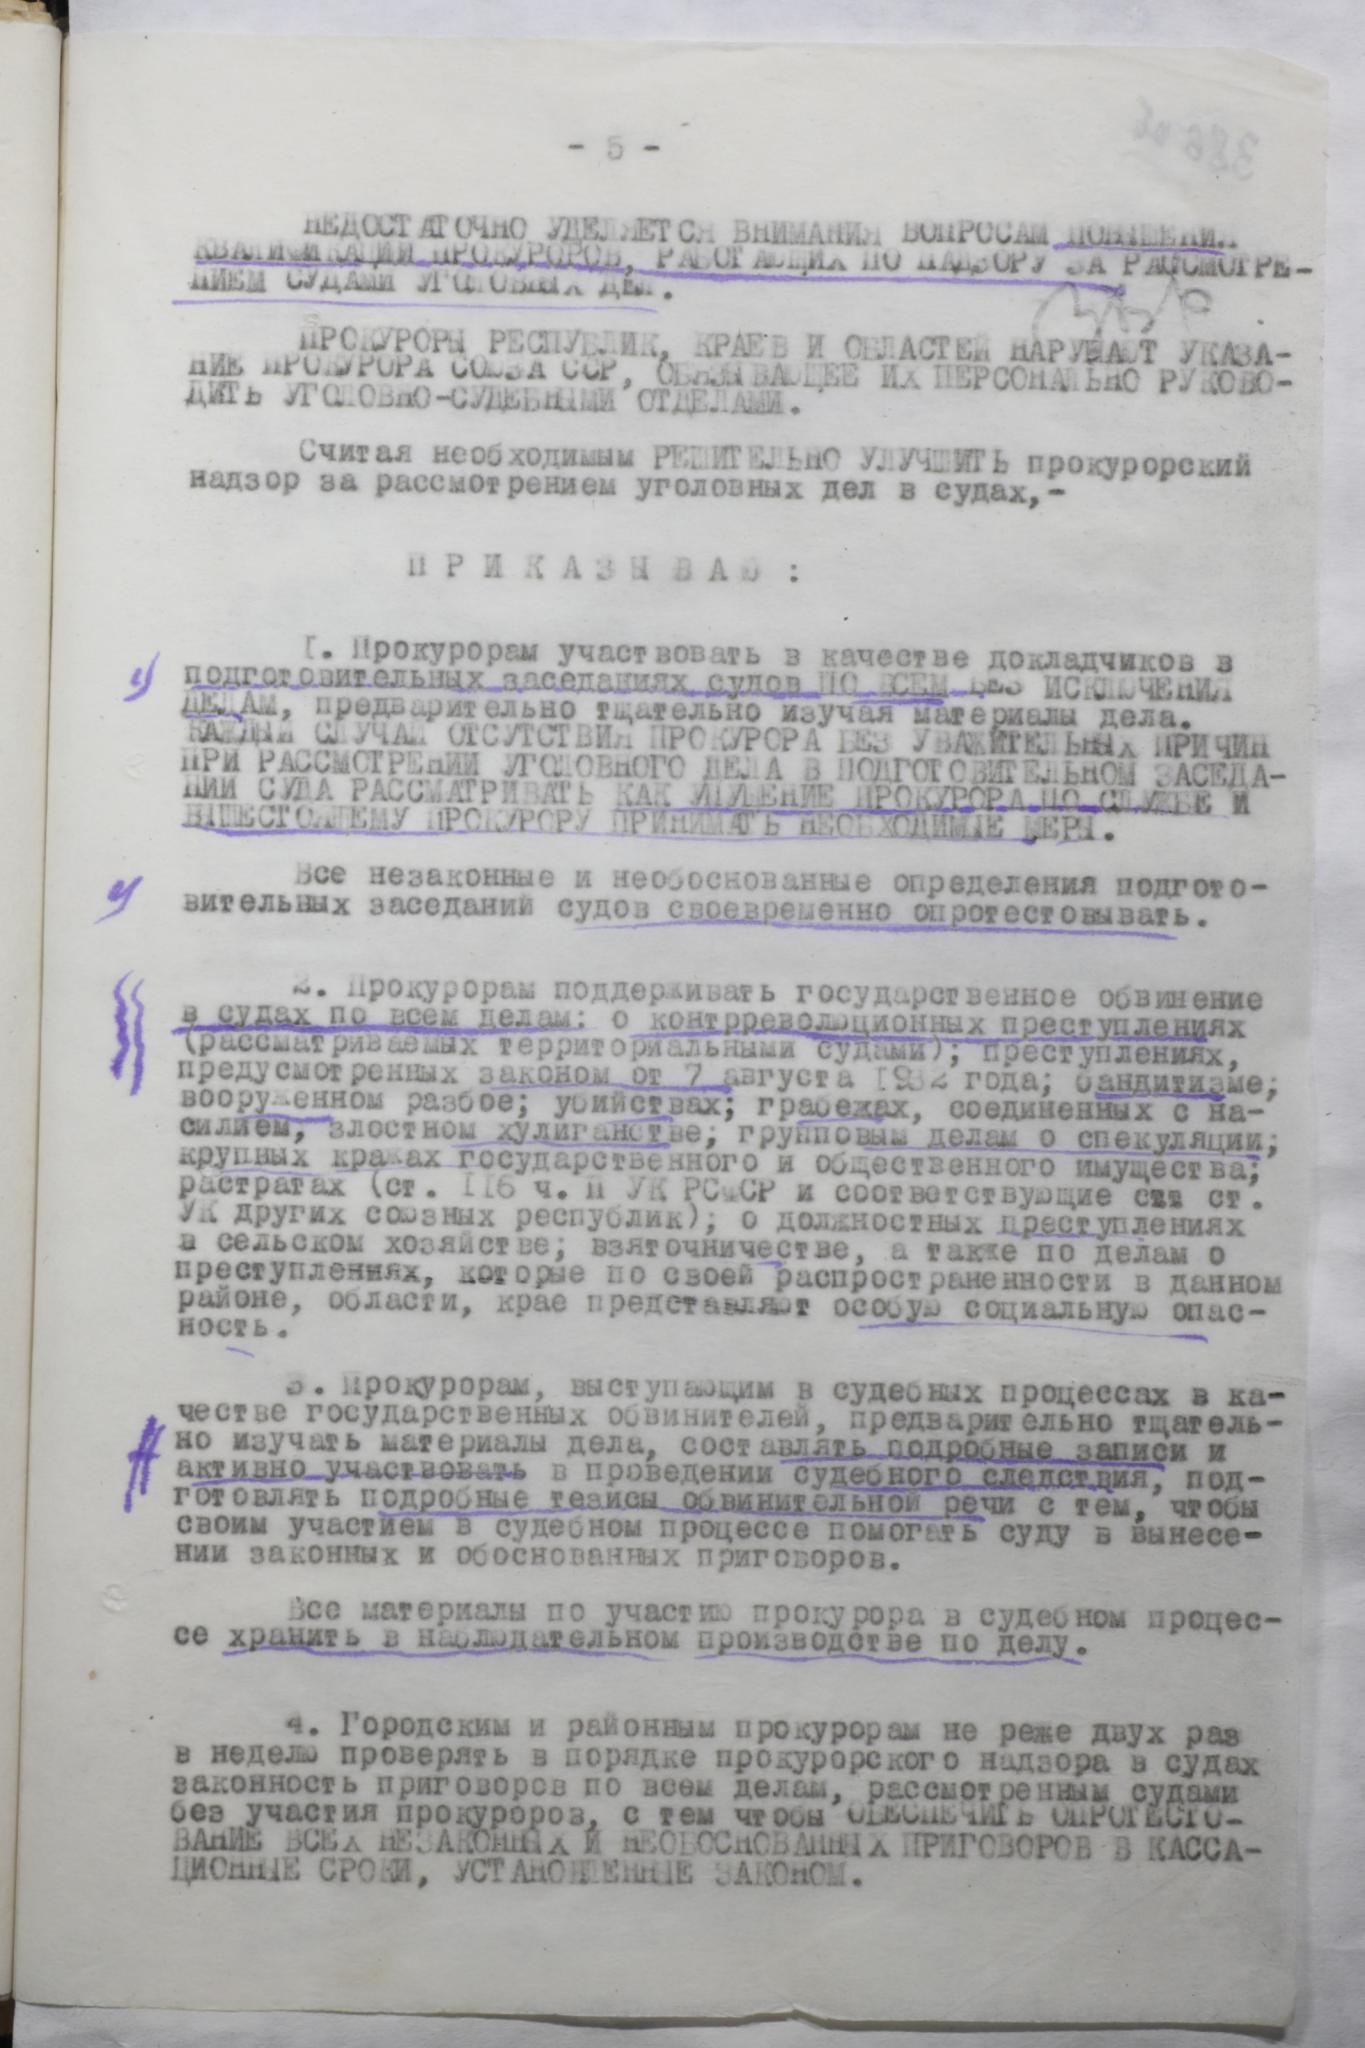 - 5 -
НЕДОСТАТОЧНО УДЕЛЯЕТСЯ ВНИМАНИЯ ВОПРОСАМ ПОВЫШЕНИЯ
КВАЛИФИКАЦИИ ПРОКУРОРОВ, РАБОТАЮЩИХ ПО НАДЗОРУ ЗА РАССМОТРЕ-
НИЕМ СУДАМИ УГОЛОВНЫХ ДЕЛ.
ПРОКУРОРЫ РЕСПУБЛИК, КРАЕВ И ОБЛАСТЕЙ НАРУШАЮТ УКАЗА-
НИЕ ПРОКУРОРА СОЮЗА ССР, ОБЯЗЫВАЮЩЕЕ ИХ ПЕРСОНАЛЬНО РУКОВО-
ДИТЬ УГОЛОВНО-СУДЕБНЫМИ ОТДЕЛАМИ.
Считая необходимым РЕШИТЕЛЬНО УЛУЧШИТЬ прокурорский
надзор за рассмотрением уголовных дел в судах,-
П Р И К А З Ы В А Ю :
I. Прокурорам участвовать в качестве докладчиков в
подготовительных заседаниях судов ПО ВСЕМ БЕЗ ИСКЛЮЧЕНИЯ
ДЕЛАМ, предварительно тщательно изучая материалы дела.
КАЖДЫЙ СЛУЧАЙ ОТСУТСТВИЯ ПРОКУРОРА БЕЗ УВАЖИТЕЛЬНЫХ ПРИЧИН
ПРИ РАССМОТРЕНИИ УГОЛОВНОГО ДЕЛА В ПОДГОТОВИТЕЛЬНОМ ЗАСЕДА-
НИИ СУДА РАССМАТРИВАТЬ КАК УПУЩЕНИЕ ПРОКУРОРА ПО СЛУЖБЕ И
ВЫШЕСТОЯЩЕМУ ПРОКУРОРУ ПРИНИМАТЬ НЕОБХОДИМЫЕ МЕРЫ.
Все незаконные и необоснованные определения подгото-
вительных заседаний судов своевременно опротестовывать.
2. Прокурорам поддерживать государственное обвинение
в судах по всем делам: о контрреволюционных преступлениях
(рассматриваемых территориальными судами); преступлениях,
предусмотренных законом от 7 августа 1932 года; бандитизме;
вооруженном разбое; убийствах; грабежах, соединенных с на-
силием, злостном хулиганстве; групповым делам о спекуляции;
крупных кражах государственного и общественного имущества;
растратах (ст. II6 ч. П УК РСФСР и соответствующие ст.
УК других союзных республик); о должностных преступлениях
в сельском хозяйстве; взяточничестве, а также по делам о
преступлениях, которые по своей распространенности в данном
районе, области, крае представляют особую социальную опас-
ность.
3. Прокурорам, выступающим в судебных процессах в ка-
честве государственных обвинителей, предварительно тщатель-
но изучать материалы дела, составлять подробные записи и
активно участвовать в проведении судебного следствия, под-
готовлять подробные тезисы обвинительной речи с тем, чтобы
своим участием в судебном процессе помогать суду в вынесе-
нии законных и обоснованных приговоров.
Все материалы по участию прокурора в судебном процес-
се хранить в наблюдательном производстве по делу.
4. Городским и районным прокурорам не реже двух раз
в неделю проверять в порядке прокурорского надзора в судах
законность приговоров по всем делам, рассмотренным судами
без участия прокуроров, с тем чтобы ОБЕСПЕЧИТЬ ОПРОТЕСТО-
ВАНИЕ ВСЕХ НЕЗАКОННЫХ И НЕОБОСНОВАННЫХ ПРИГОВОРОВ В КАССА-
ЦИОННЫЕ СРОКИ, УСТАНОВЛЕННЫЕ ЗАКОНОМ.